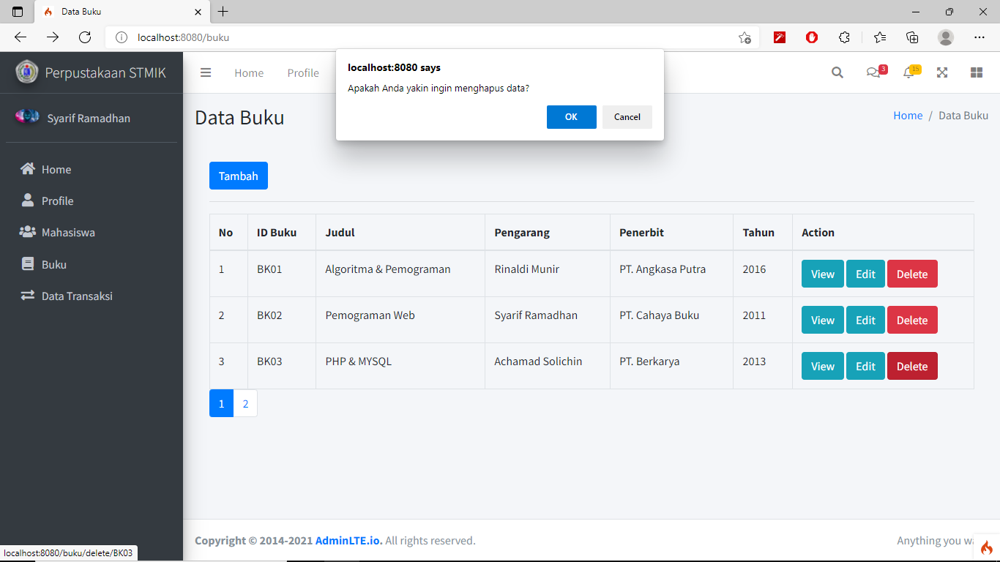 Data Buku
localhost:8080/buku
Perpustakaan STMIK
Home
Profile
3
15
localhost:8080 says
Apakah Anda yakin ingin menghapus data?
OK
Cancel
Syarif Ramadhan
Home
Profile
Mahasiswa
Buku
Data Transaksi
Data Buku
Home / Data Buku
Tambah
No ID Buku Judul Pengarang Penerbit Tahun Action
1 BK01 Algoritma & Pemograman Rinaldi Munir PT. Angkasa Putra 2016 View Edit Delete
2 BK02 Pemograman Web Syarif Ramadhan PT. Cahaya Buku 2011 View Edit Delete
3 BK03 PHP & MYSQL Achamad Solichin PT. Berkarya 2013 View Edit Delete
1 2
Copyright © 2014-2021 AdminLTE.io. All rights reserved.
Anything you
localhost:8080/buku/delete/BK03